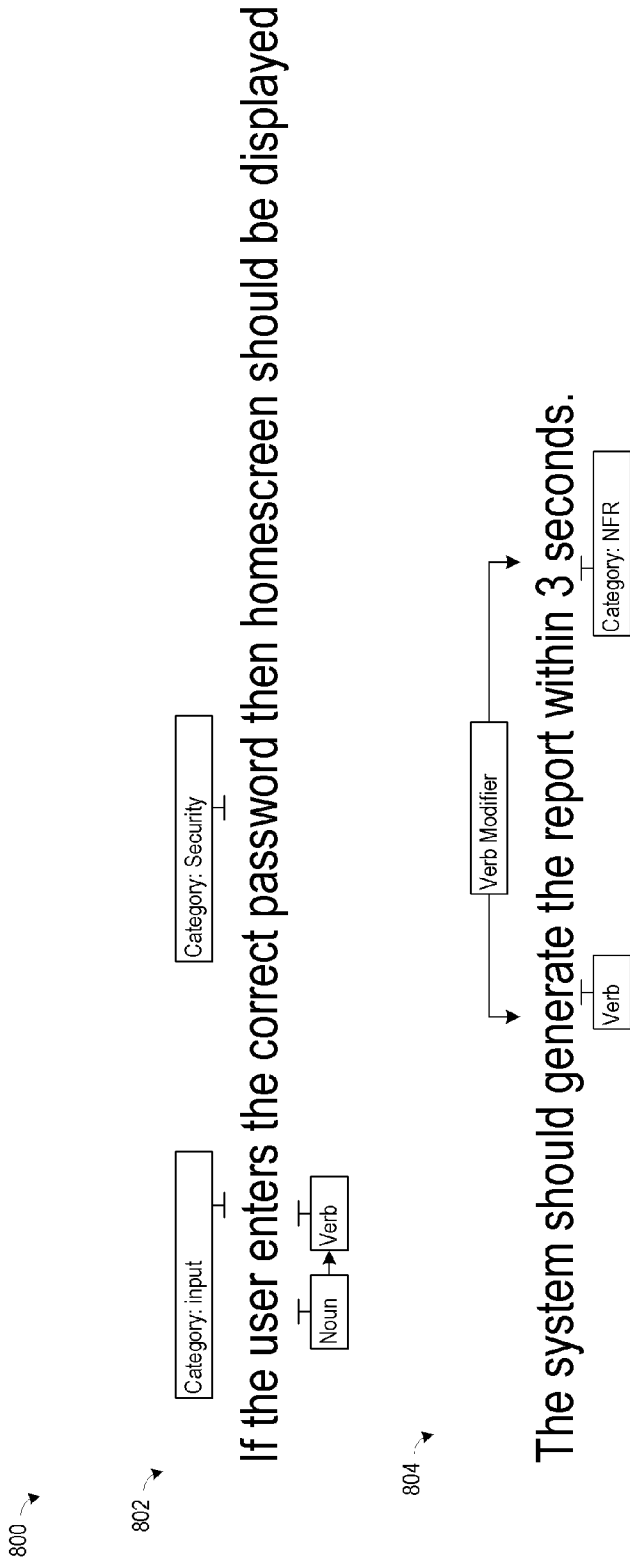 800
802
Category: input
Category: Security
If the user enters the correct password then homescreen should be displayed
Noun
Verb
804
Verb Modifier
The system should generate the report within 3 seconds.
Verb
Category: NFR